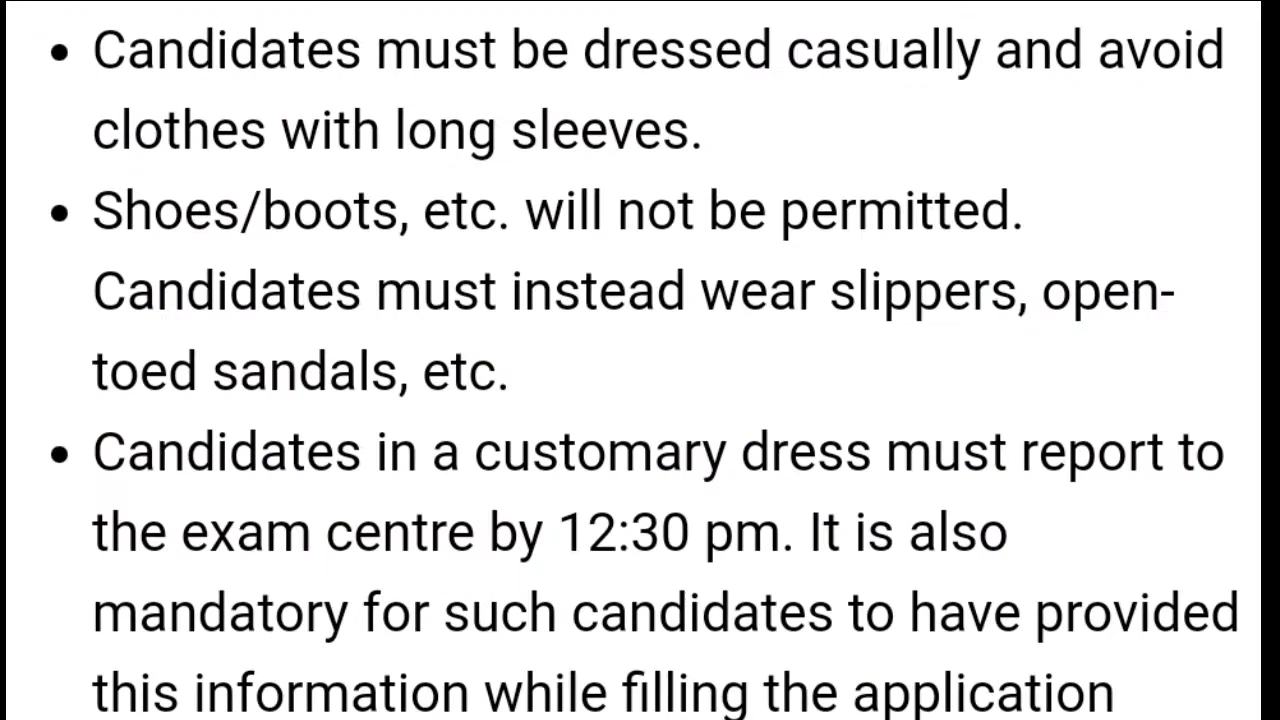 • Candidates must be dressed casually and avoid
clothes with long sleeves.
• Shoes/boots, etc. will not be permitted.
Candidates must instead wear slippers, open-
toed sandals, etc.
• Candidates in a customary dress must report to
the exam centre by 12:30 pm. It is also
mandatory for such candidates to have provided
this information while filling the application